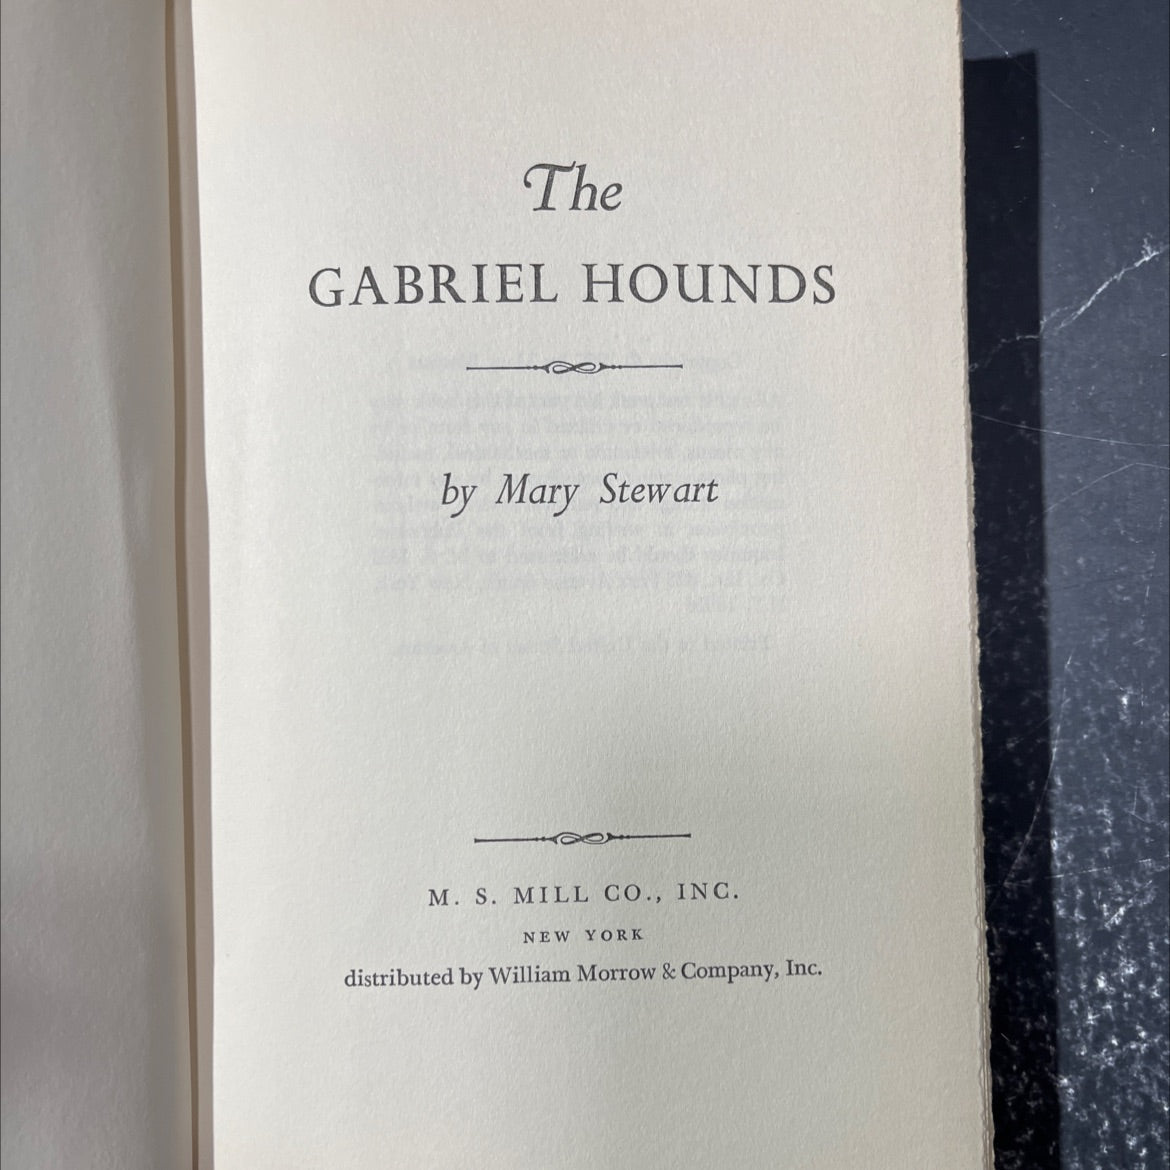 The
GABRIEL HOUNDS
by Mary Stewart
M. S. MILL CO., INC.
NEW YORK
distributed by William Morrow & Company, Inc.